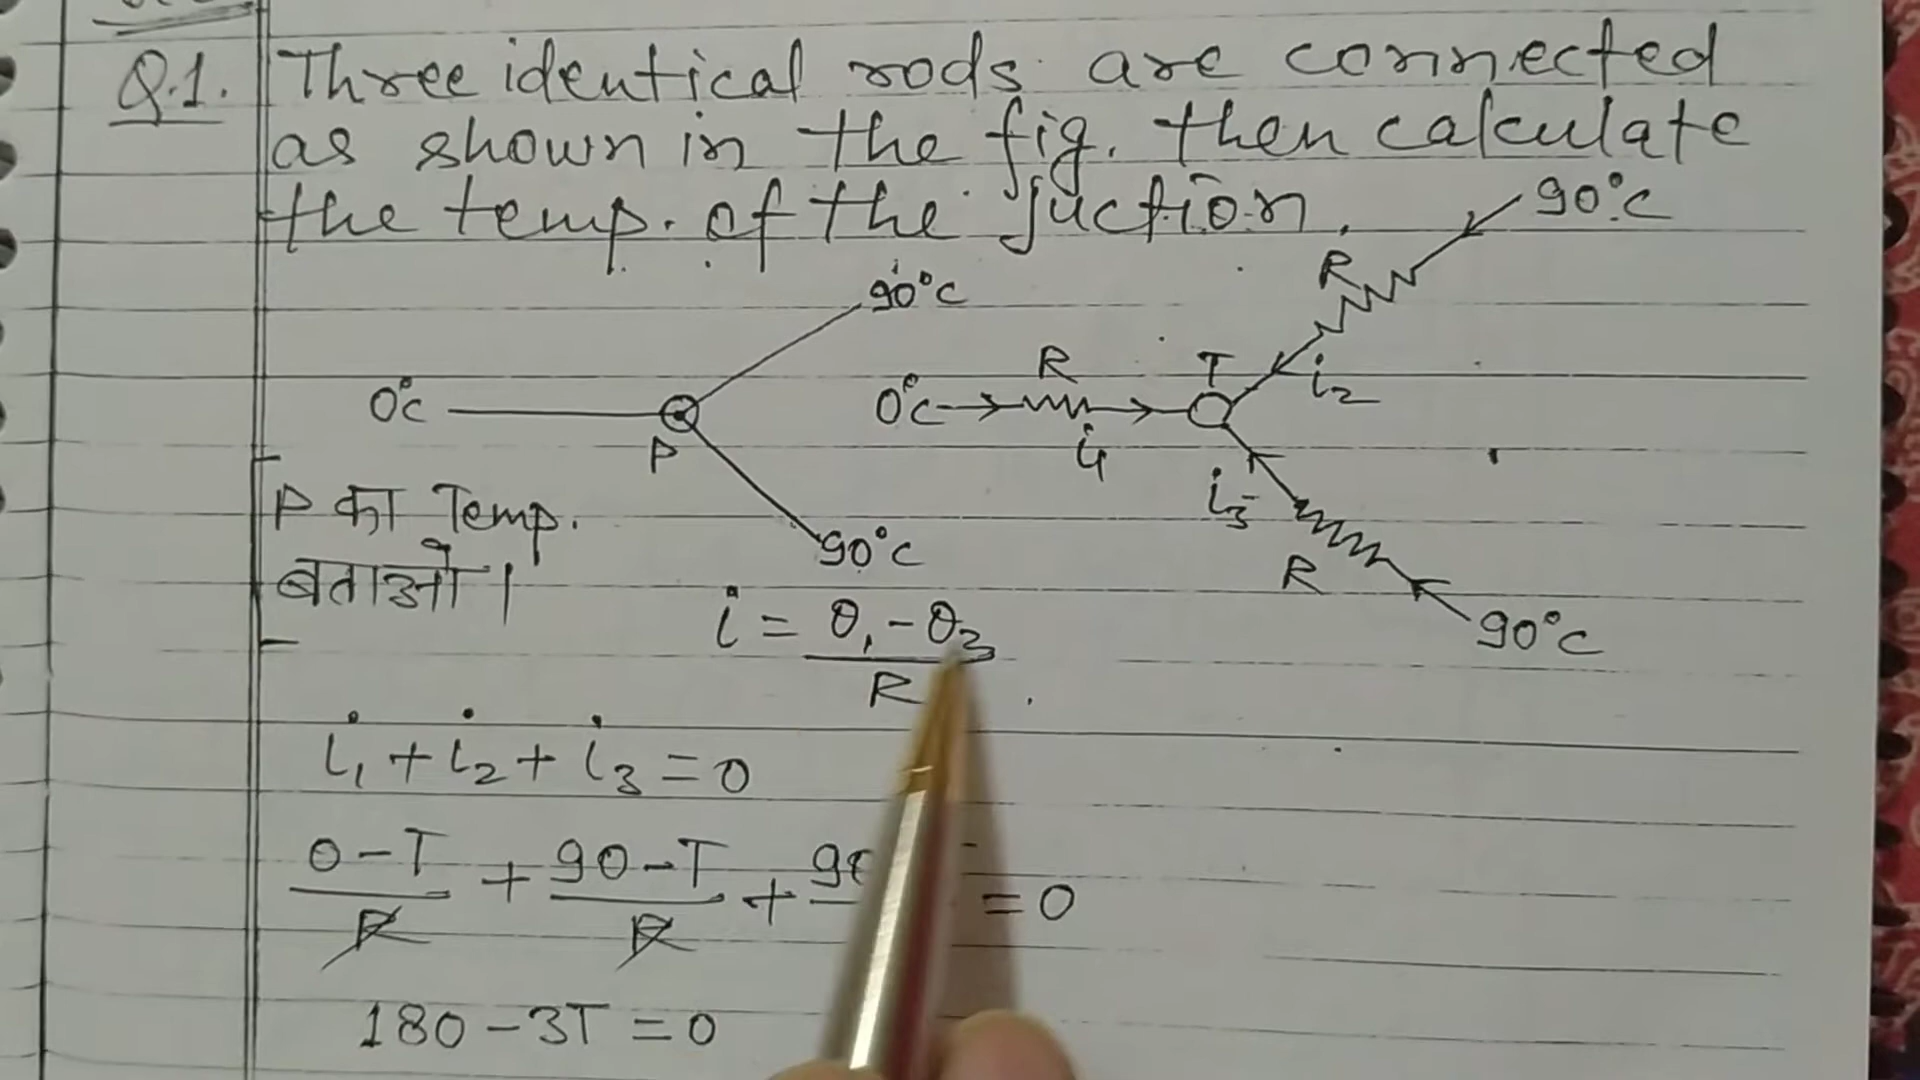 Q.1. Three identical rods are connected
as shown in the fig. then calculate
the temp. of the juction.
90°C
R
90°C
0°C
P
90°C
R
T
i2
0°C
i1
i3
R
90°C
P का Temp.
बताओ।
i = θ1-θ2
R
i1 + i2 + i3 = 0
0-T + 90-T + = 0
R R
180 - 3T = 0